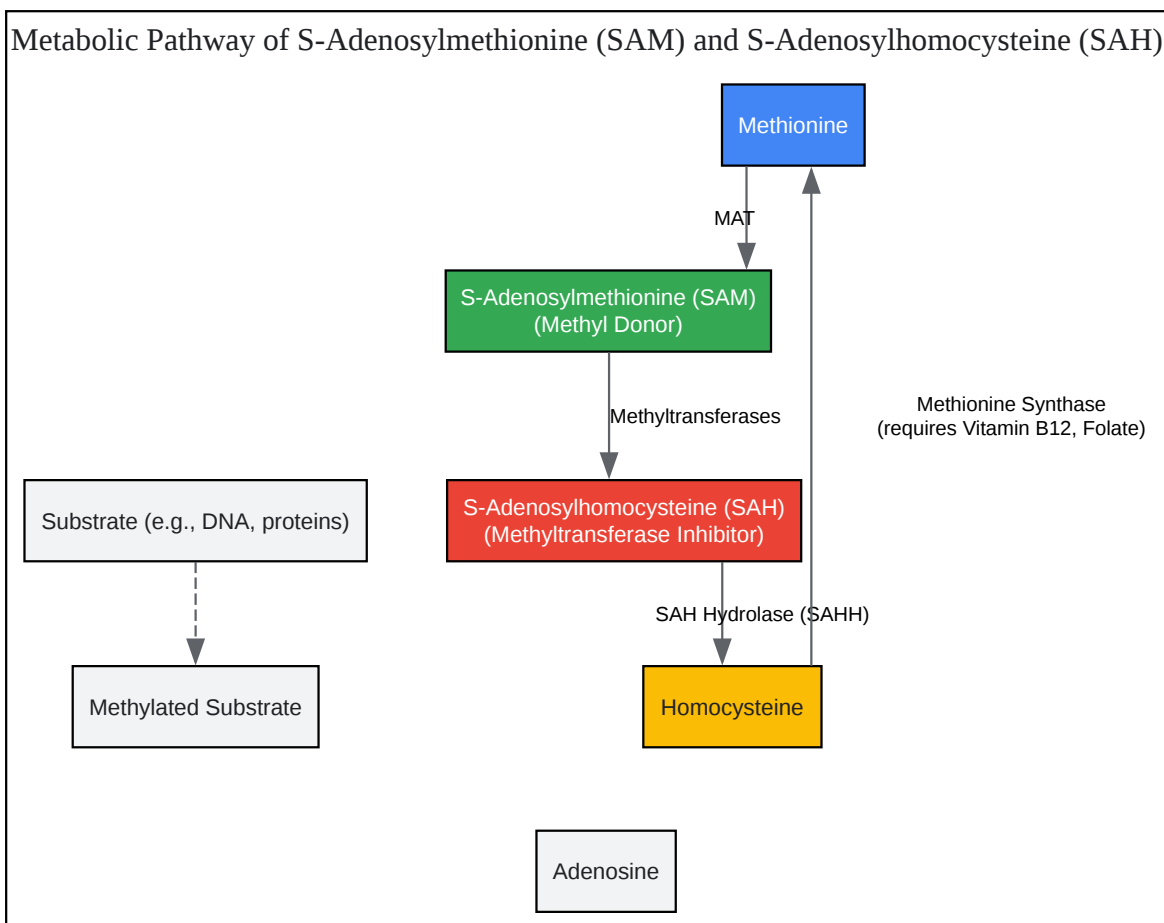 Metabolic Pathway of S-Adenosylmethionine (SAM) and S-Adenosylhomocysteine (SAH)
Methionine
MAT
S-Adenosylmethionine (SAM)
(Methyl Donor)
Methyltransferases
Methionine Synthase
(requires Vitamin B12, Folate)
Substrate (e.g., DNA, proteins)
S-Adenosylhomocysteine (SAH)
(Methyltransferase Inhibitor)
SAH Hydrolase (SAHH)
Methylated Substrate
Homocysteine
Adenosine